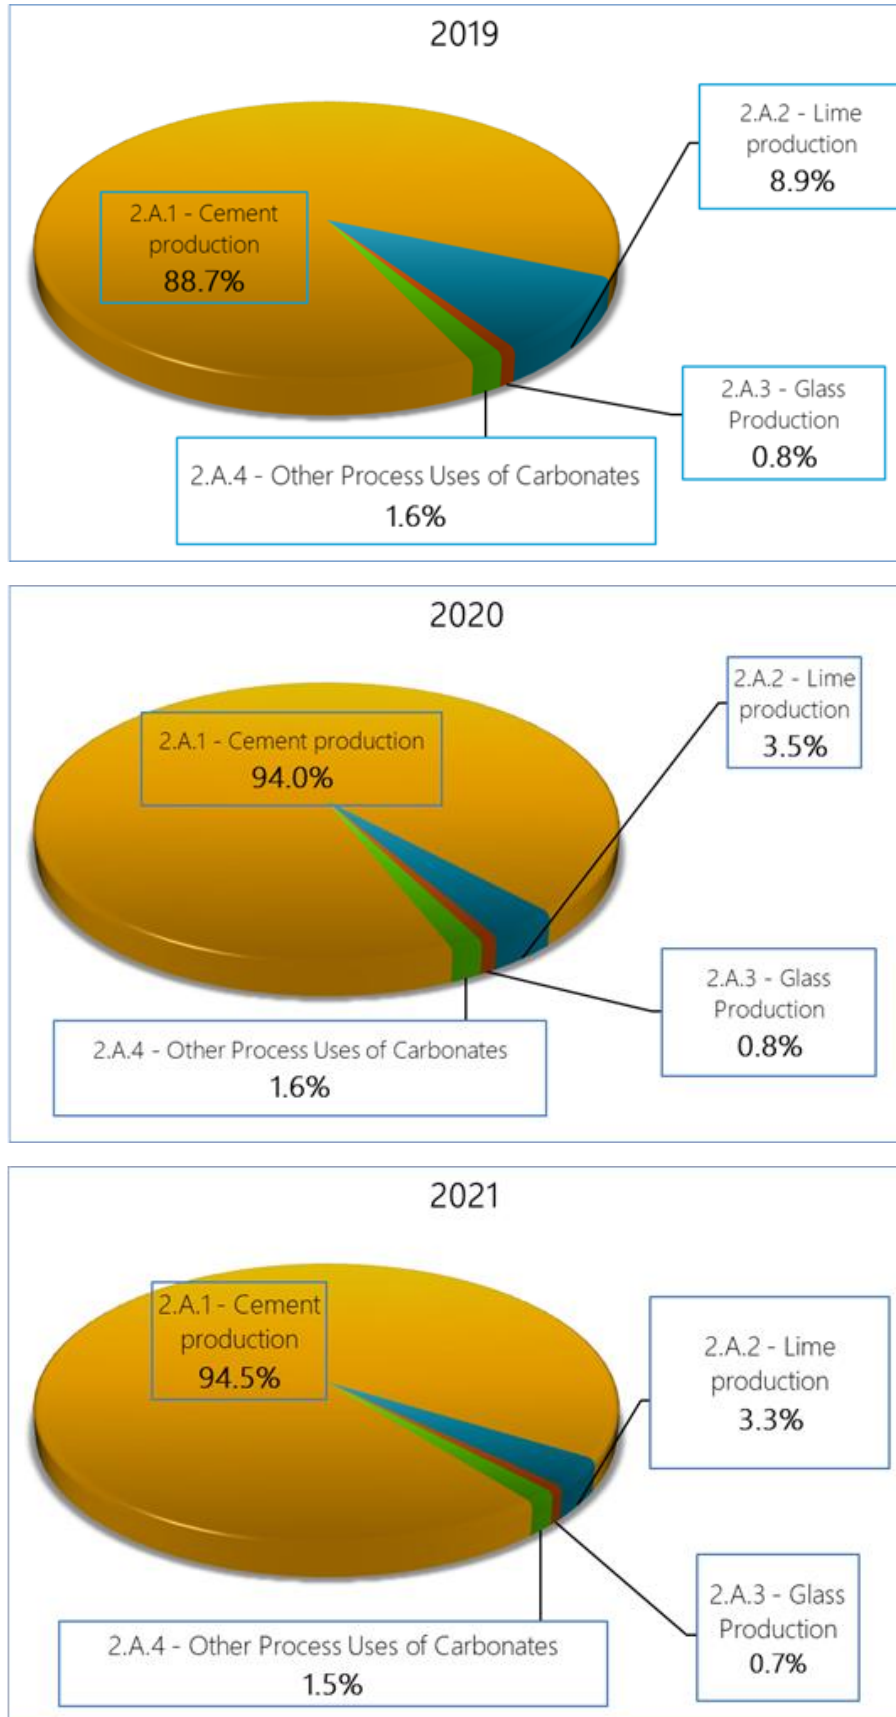 2019
2.A.2 - Lime
production
8.9%
2.A.1 - Cement
production
88.7%
2.A.3 - Glass
Production
0.8%
2.A.4 - Other Process Uses of Carbonates
1.6%
2020
2.A.2 - Lime
production
3.5%
2.A.1 - Cement production
94.0%
2.A.3 - Glass
Production
0.8%
2.A.4 - Other Process Uses of Carbonates
1.6%
2021
2.A.1 - Cement
production
94.5%
2.A.2 - Lime
production
3.3%
2.A.3 - Glass
Production
0.7%
2.A.4 - Other Process Uses of Carbonates
1.5%